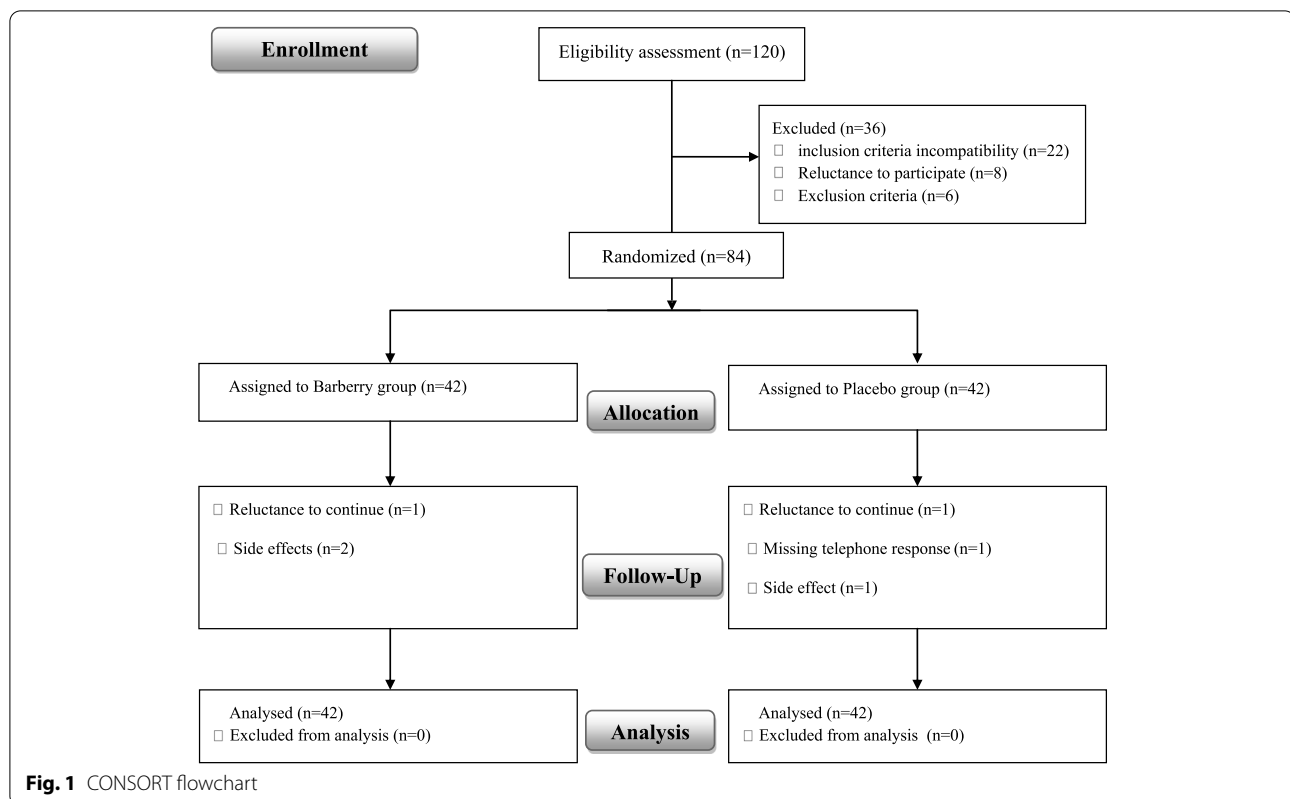 Enrollment
Eligibility assessment (n=120)
Excluded (n=36)
□ inclusion criteria incompatibility (n=22)
□ Reluctance to participate (n=8)
□ Exclusion criteria (n=6)
Randomized (n=84)
Assigned to Barberry group (n=42)
Allocation
Assigned to Placebo group (n=42)
□ Reluctance to continue (n=1)
□ Side effects (n=2)
Follow-Up
□ Reluctance to continue (n=1)
□ Missing telephone response (n=1)
□ Side effect (n=1)
Analysed (n=42)
□ Excluded from analysis (n=0)
Analysis
Analysed (n=42)
□ Excluded from analysis (n=0)
Fig. 1 CONSORT flowchart